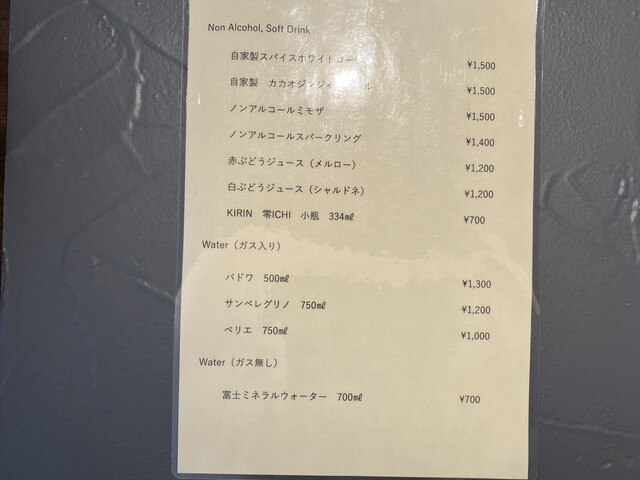 Non Alcohol, Soft Drink
自家製スパイスホワイトコー ¥1,500
自家製 カカオジンジャ ル ¥1,500
ノンアルコールミモザ ¥1,500
ノンアルコールスパークリング ¥1,400
赤ぶどうジュース（メルロー） ¥1,200
白ぶどうジュース（シャルドネ） ¥1,200
KIRIN 零ICHI 小瓶 334㎖ ¥700
Water（ガス入り）
バドワ 500㎖ ¥1,300
サンペレグリノ 750㎖ ¥1,200
ペリエ 750㎖ ¥1,000
Water（ガス無し）
富士ミネラルウォーター 700㎖ ¥700